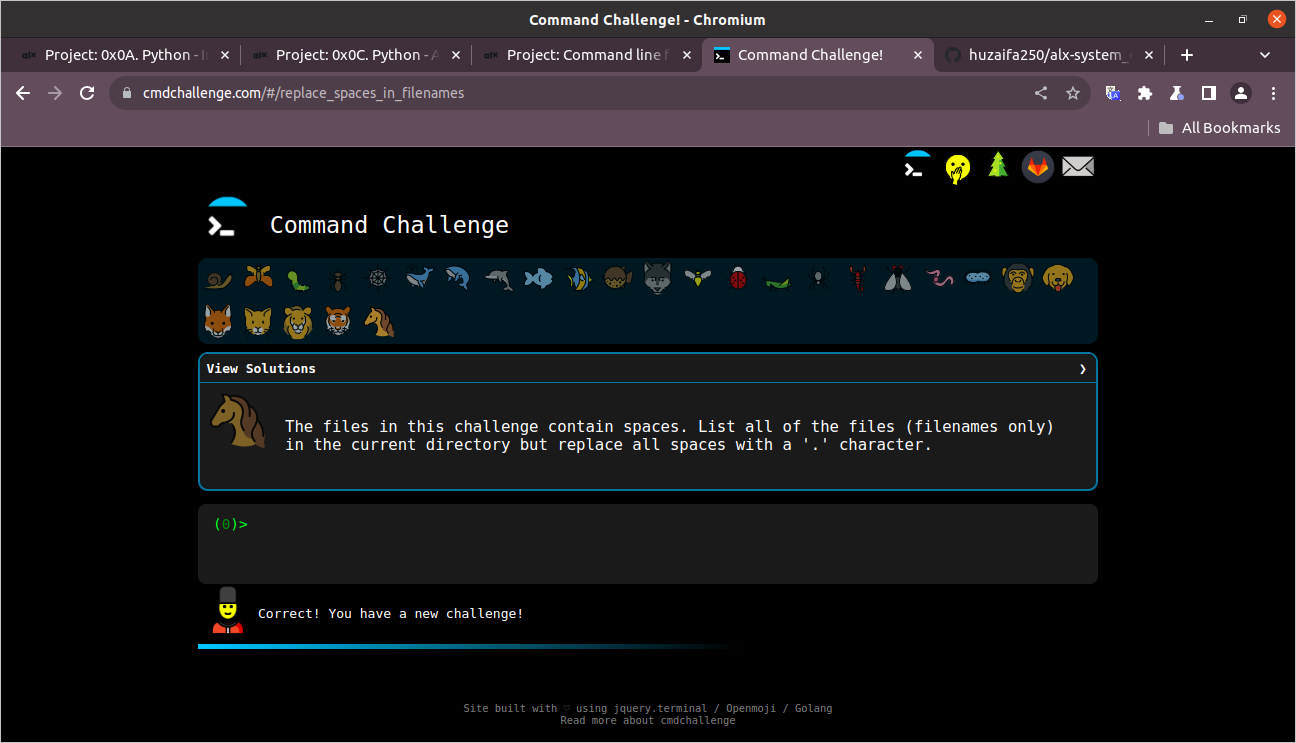 Command Challenge! - Chromium
Project: 0x0A. Python - I
Project: 0x0C. Python - A
Project: Command line f
Command Challenge!
huzaifa250/alx-system_
cmdchallenge.com/#/replace_spaces_in_filenames
All Bookmarks
Command Challenge
View Solutions
The files in this challenge contain spaces. List all of the files (filenames only)
in the current directory but replace all spaces with a '.' character.
(0)>
Correct! You have a new challenge!
Site built with ♡ using jquery.terminal / Openmoji / Golang
Read more about cmdchallenge